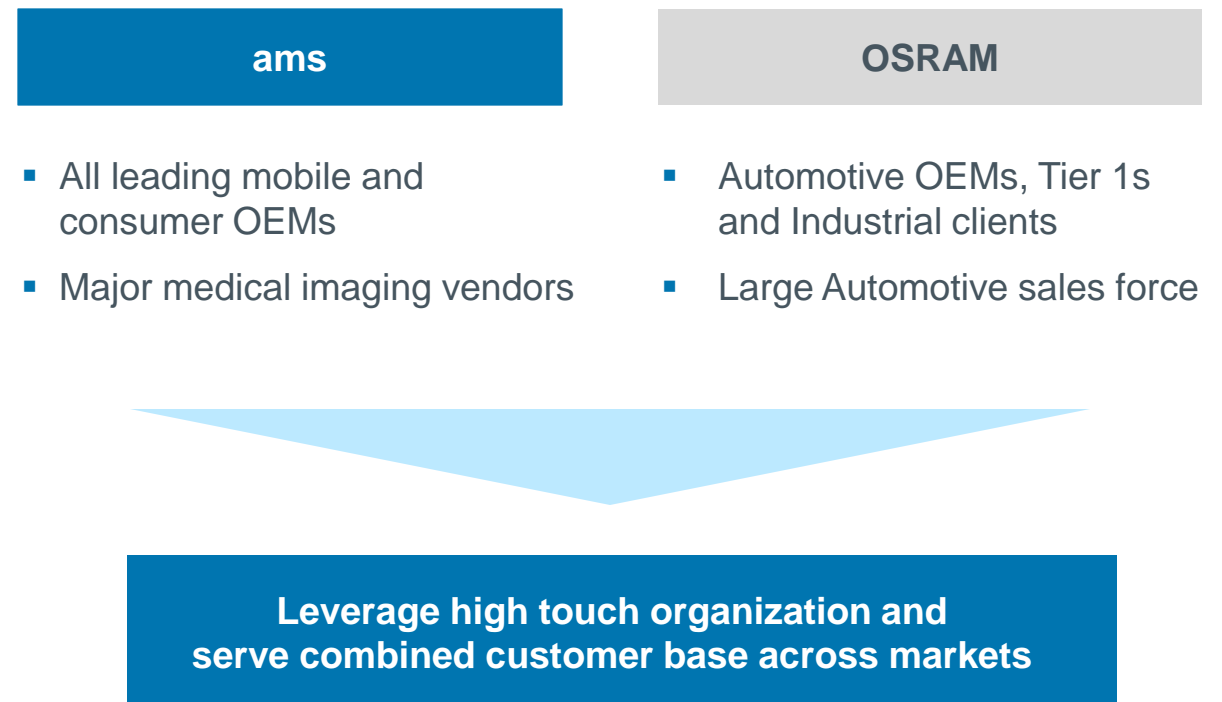 ams
▪ All leading mobile and
consumer OEMs
▪ Major medical imaging vendors
OSRAM
▪ Automotive OEMs, Tier 1s
and Industrial clients
▪ Large Automotive sales force
Leverage high touch organization and
serve combined customer base across markets